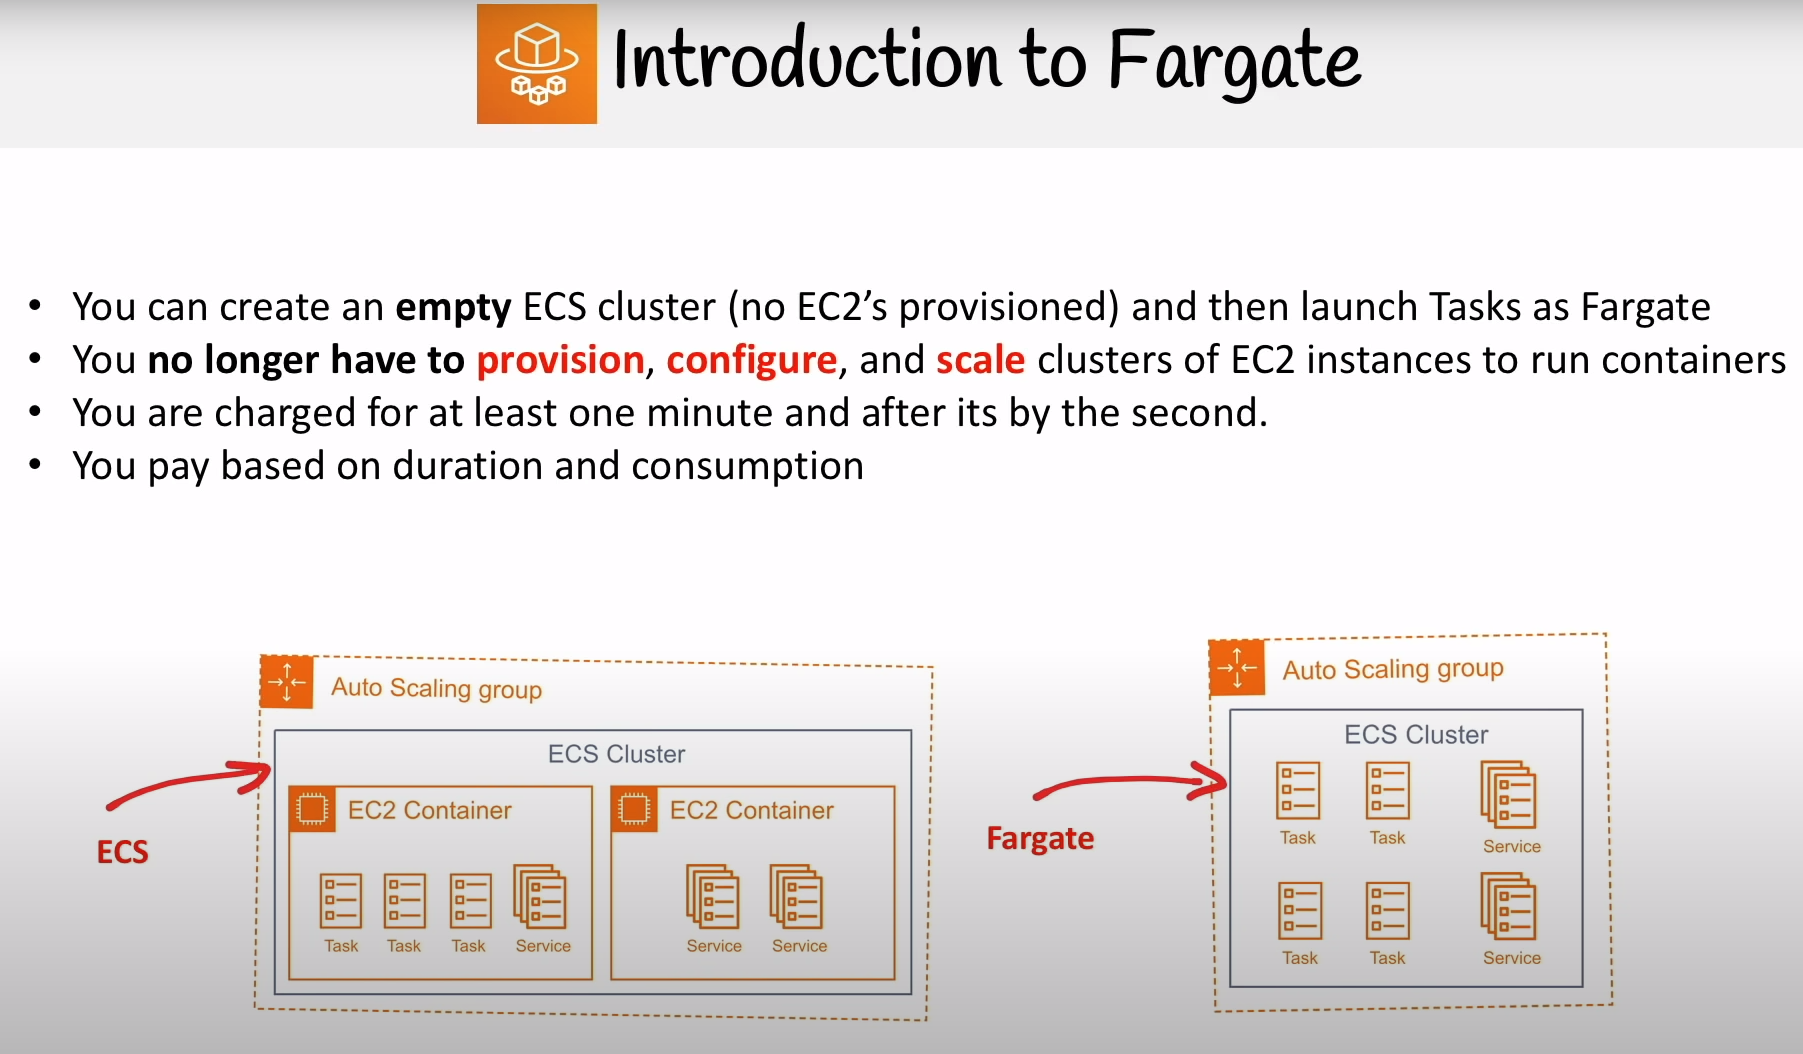 Introduction to Fargate
• You can create an empty ECS cluster (no EC2’s provisioned) and then launch Tasks as Fargate
• You no longer have to provision, configure, and scale clusters of EC2 instances to run containers
• You are charged for at least one minute and after its by the second.
• You pay based on duration and consumption
Auto Scaling group
ECS Cluster
EC2 Container
EC2 Container
ECS
Task Task Task Service
Service Service
Auto Scaling group
ECS Cluster
Fargate
Task Task Service
Task Task Service